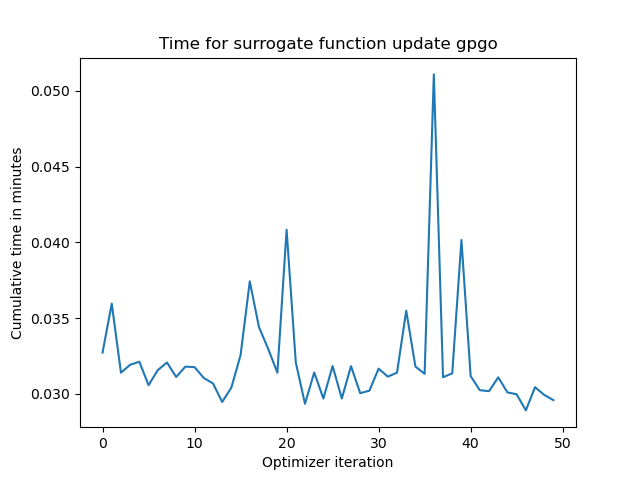 Time for surrogate function update gpgo
Cumulative time in minutes
0.050
0.045
0.040
0.035
0.030
0 10 20 30 40 50
Optimizer iteration